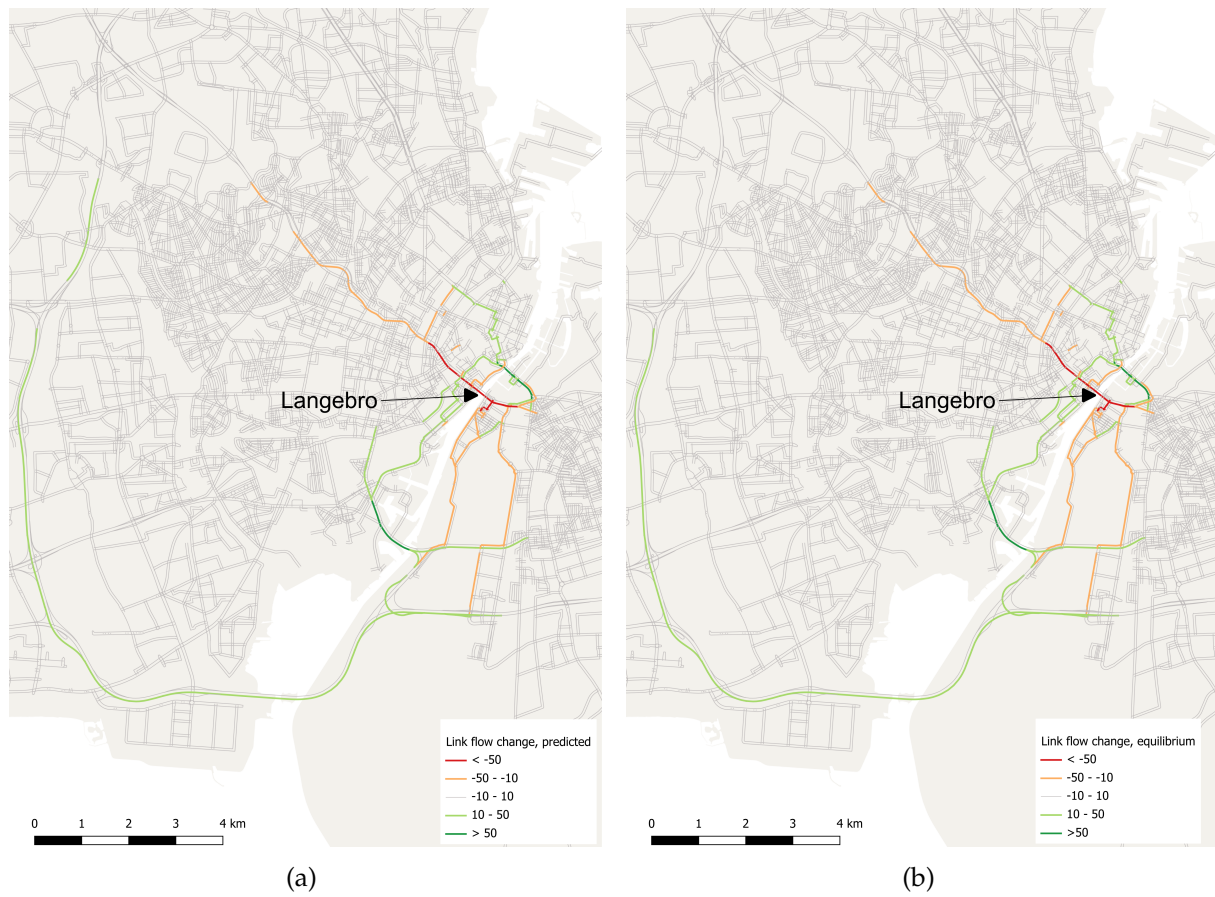 Langebro
Link flow change, predicted
< -50
-50 - -10
-10 - 10
10 - 50
> 50
0 1 2 3 4 km
(a)
Langebro
Link flow change, equilibrium
< -50
-50 - -10
-10 - 10
10 - 50
>50
0 1 2 3 4 km
(b)